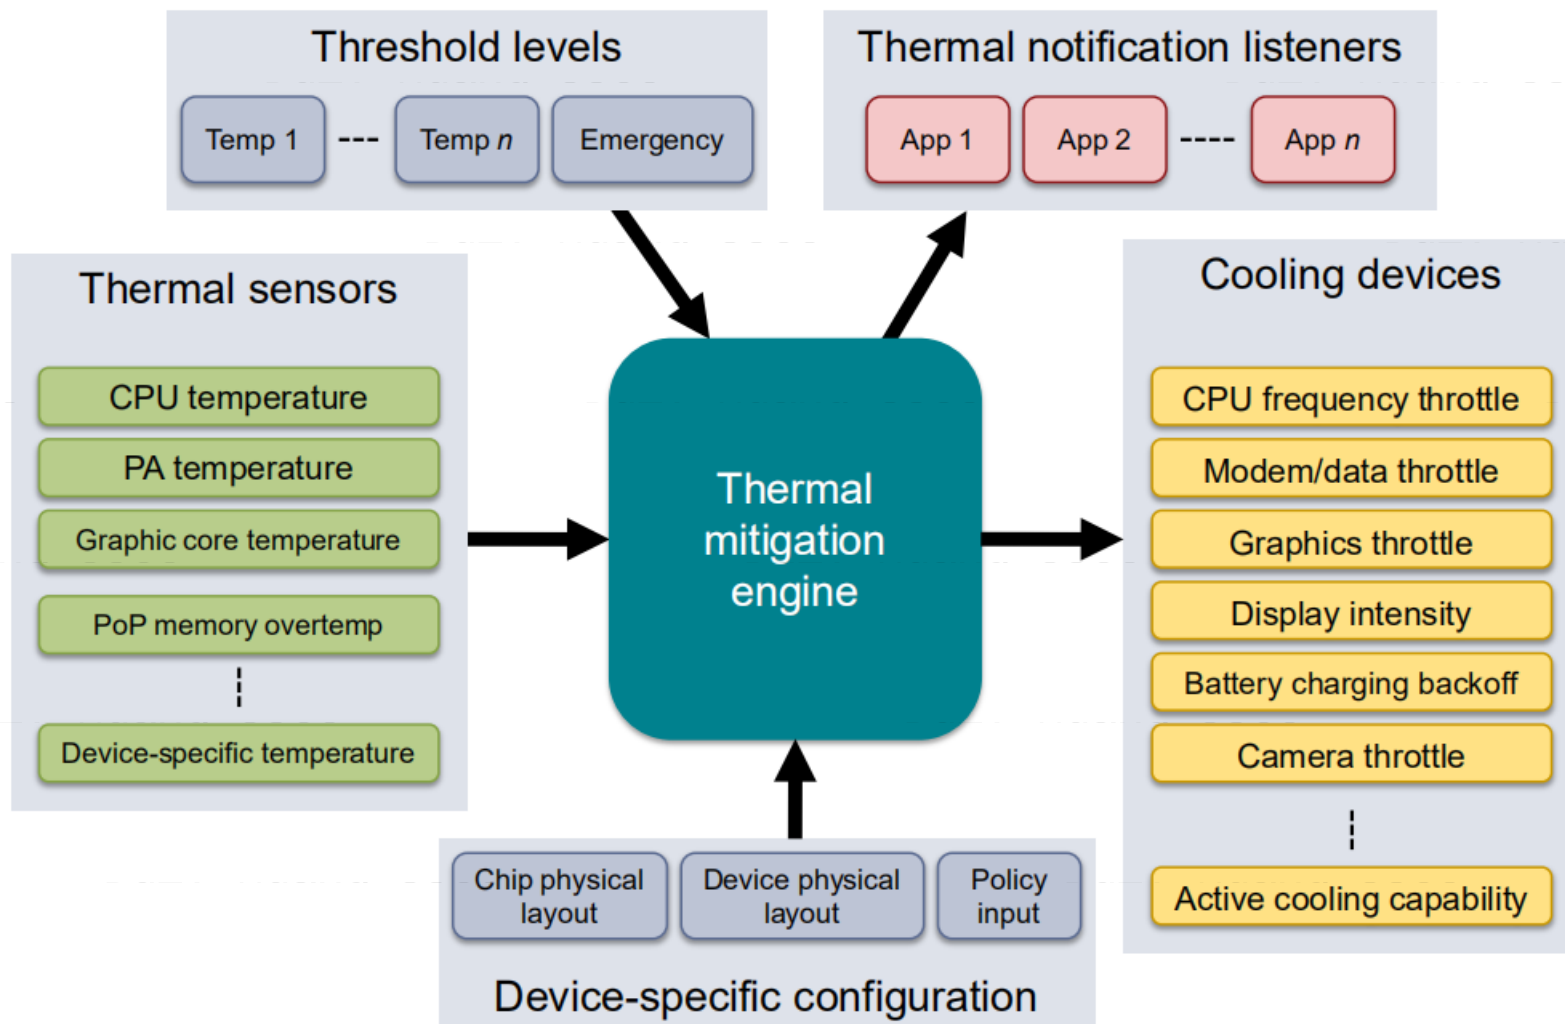 Threshold levels
Temp 1
Temp n
Emergency
Thermal notification listeners
App 1
App 2
App n
Thermal sensors
CPU temperature
PA temperature
Graphic core temperature
PoP memory overtemp
Device-specific temperature
Thermal
mitigation
engine
Cooling devices
CPU frequency throttle
Modem/data throttle
Graphics throttle
Display intensity
Battery charging backoff
Camera throttle
Active cooling capability
Chip physical
layout
Device physical
layout
Policy
input
Device-specific configuration